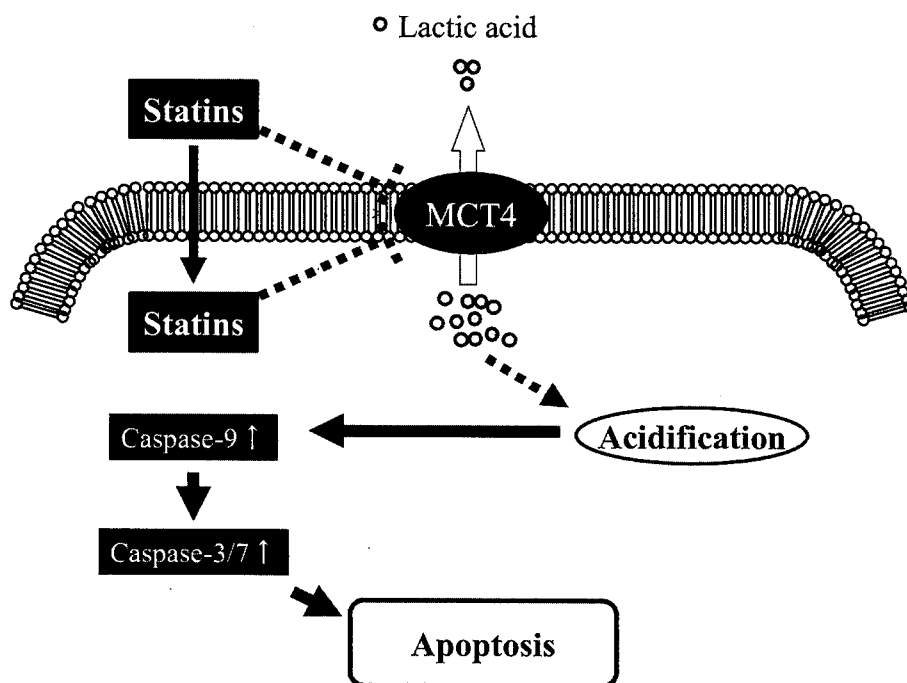 Lactic acid
Statins
MCT4
Statins
Acidification
Caspase-9 ↑
Caspase-3/7 ↑
Apoptosis